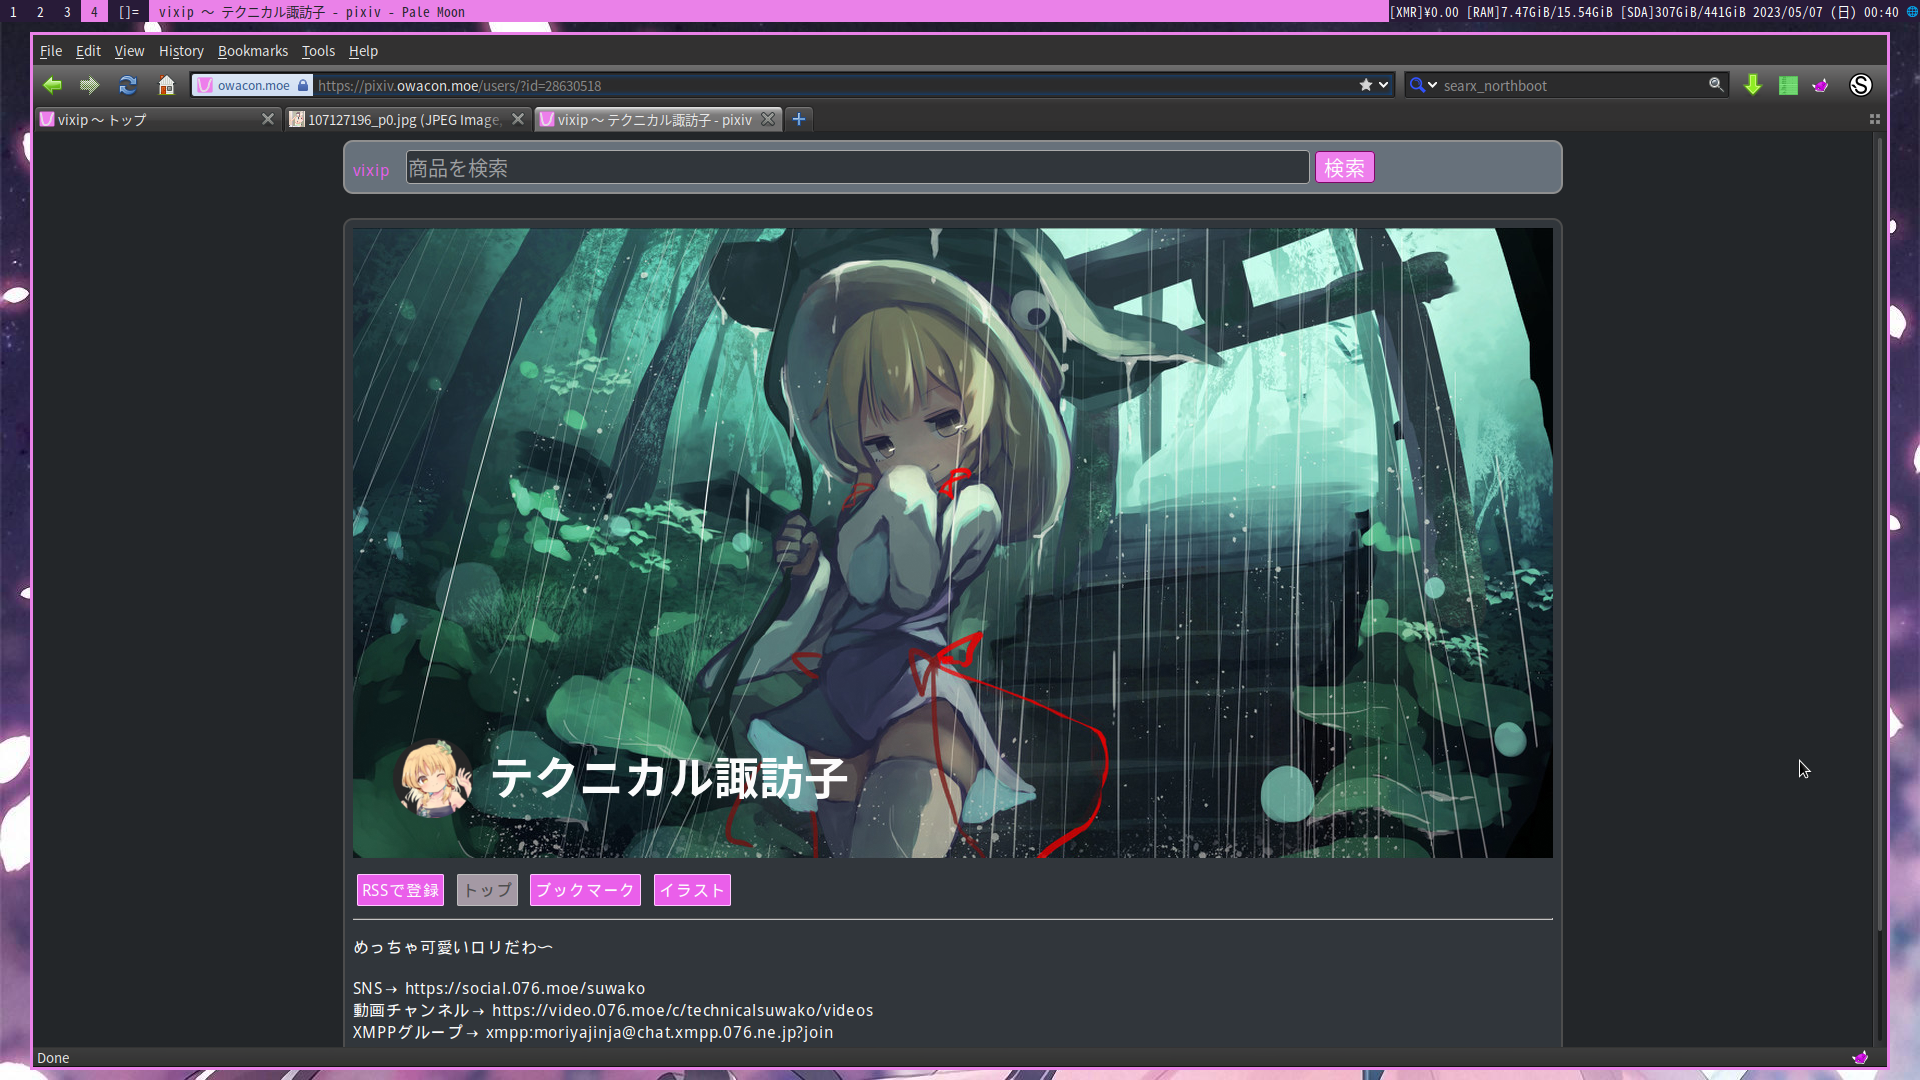 1 2 3 4 []= vixip ～ テクニカル諏訪子 - pixiv - Pale Moon [XMR]¥0.00 [RAM]7.47GiB/15.54GiB [SDA]307GiB/441GiB 2023/05/07 (日) 00:40
File Edit View History Bookmarks Tools Help
owacon.moe https://pixiv.owacon.moe/users/?id=28630518 searx_northboot
vixip ～ トップ 107127196_p0.jpg (JPEG Image, vixip ～ テクニカル諏訪子 - pixiv
vixip 商品を検索 検索
テクニカル諏訪子
RSSで登録 トップ ブックマーク イラスト
めっちゃ可愛いロリだわ〜
SNS→ https://social.076.moe/suwako
動画チャンネル→ https://video.076.moe/c/technicalsuwako/videos
XMPPグループ→ xmpp:moriyajinja@chat.xmpp.076.ne.jp?join
Done